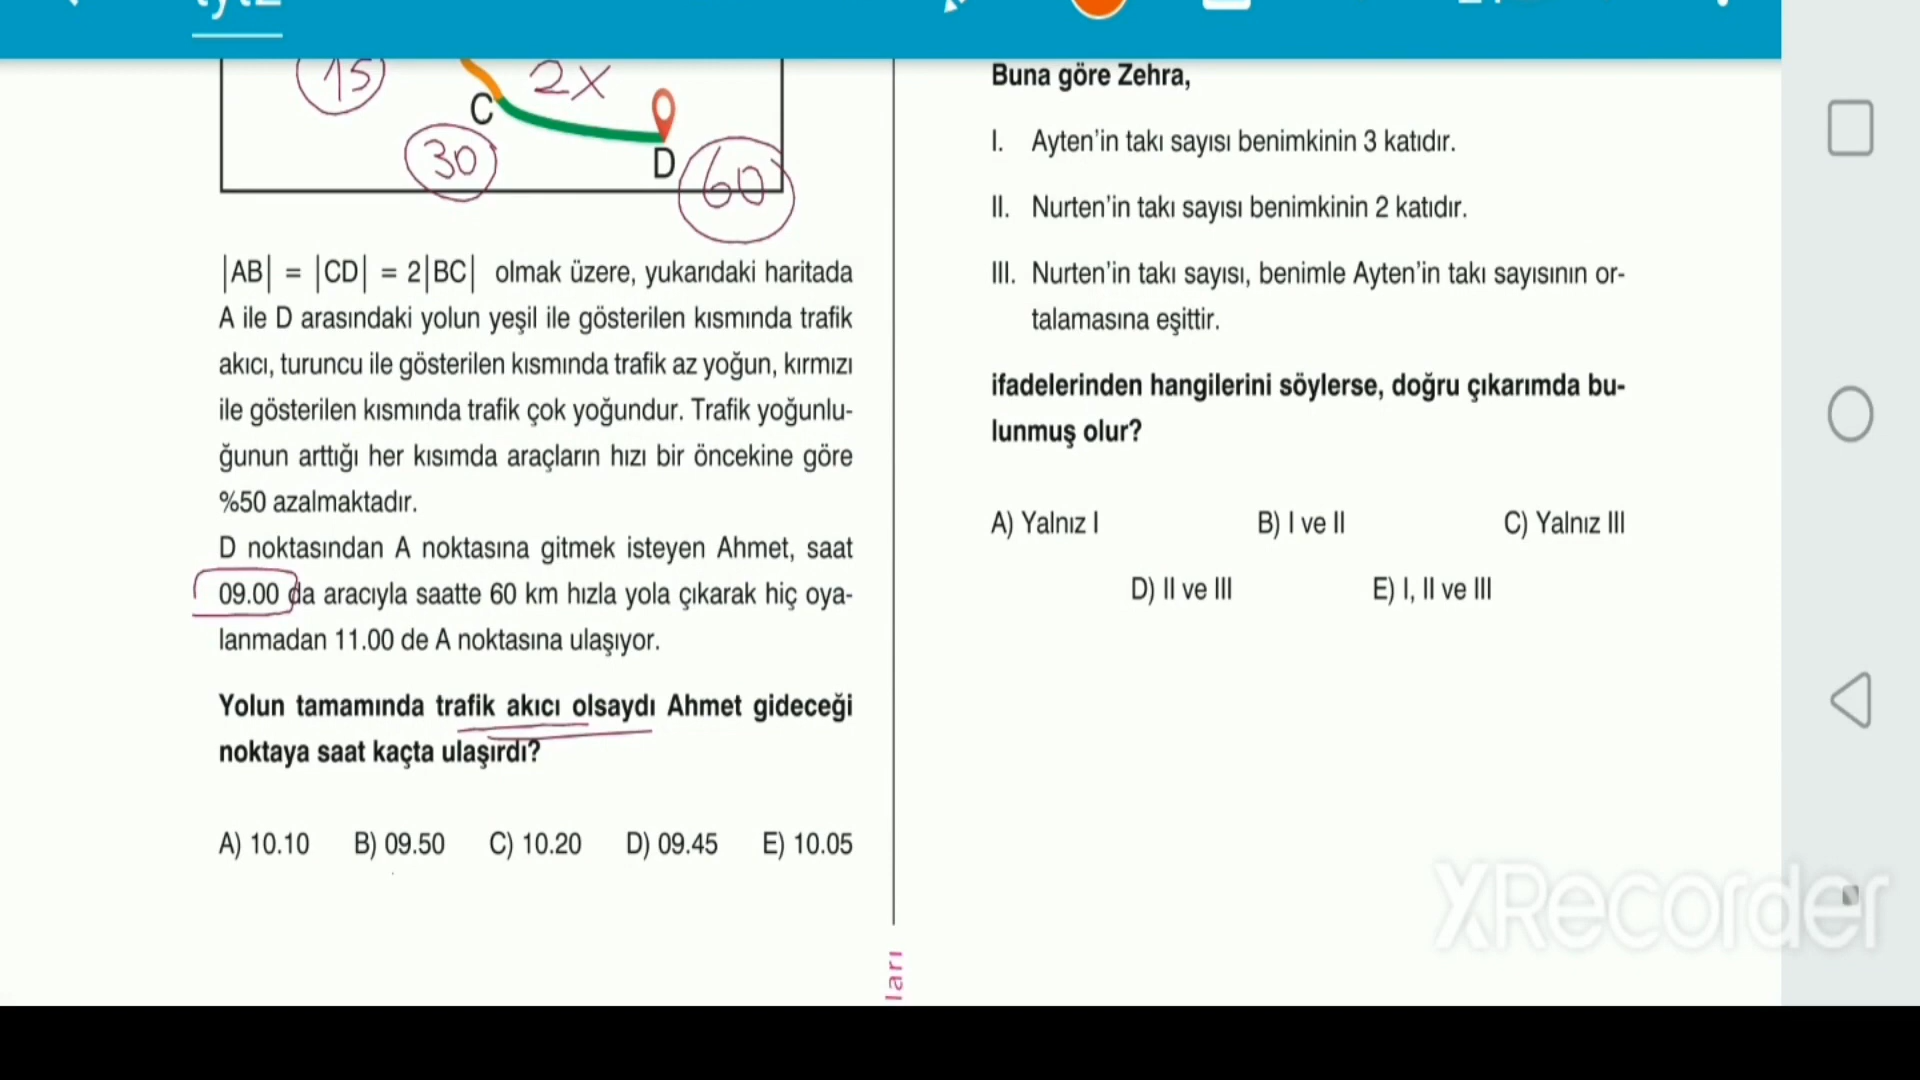 tyt2
15
2x
C
30
D
60
|AB| = |CD| = 2|BC| olmak üzere, yukarıdaki haritada
A ile D arasındaki yolun yeşil ile gösterilen kısmında trafik
akıcı, turuncu ile gösterilen kısmında trafik az yoğun, kırmızı
ile gösterilen kısmında trafik çok yoğundur. Trafik yoğunlu-
ğunun arttığı her kısımda araçların hızı bir öncekine göre
%50 azalmaktadır.
D noktasından A noktasına gitmek isteyen Ahmet, saat
09.00 da aracıyla saatte 60 km hızla yola çıkarak hiç oya-
lanmadan 11.00 de A noktasına ulaşıyor.
Yolun tamamında trafik akıcı olsaydı Ahmet gideceği
noktaya saat kaçta ulaşırdı?
A) 10.10 B) 09.50 C) 10.20 D) 09.45 E) 10.05
Buna göre Zehra,
I. Ayten'in takı sayısı benimkinin 3 katıdır.
II. Nurten'in takı sayısı benimkinin 2 katıdır.
III. Nurten'in takı sayısı, benimle Ayten'in takı sayısının or-
talamasına eşittir.
ifadelerinden hangilerini söylerse, doğru çıkarımda bu-
lunmuş olur?
A) Yalnız I B) I ve II C) Yalnız III
D) II ve III E) I, II ve III
ları
XRecorder